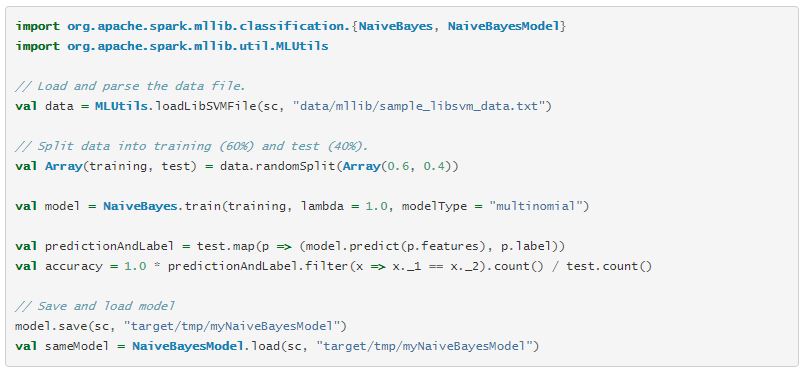 import org.apache.spark.mllib.classification.{NaiveBayes, NaiveBayesModel}
import org.apache.spark.mllib.util.MLUtils
// Load and parse the data file.
val data = MLUtils.loadLibSVMFile(sc, "data/mllib/sample_libsvm_data.txt")
// Split data into training (60%) and test (40%).
val Array(training, test) = data.randomSplit(Array(0.6, 0.4))
val model = NaiveBayes.train(training, lambda = 1.0, modelType = "multinomial")
val predictionAndLabel = test.map(p => (model.predict(p.features), p.label))
val accuracy = 1.0 * predictionAndLabel.filter(x => x._1 == x._2).count() / test.count()
// Save and load model
model.save(sc, "target/tmp/myNaiveBayesModel")
val sameModel = NaiveBayesModel.load(sc, "target/tmp/myNaiveBayesModel")